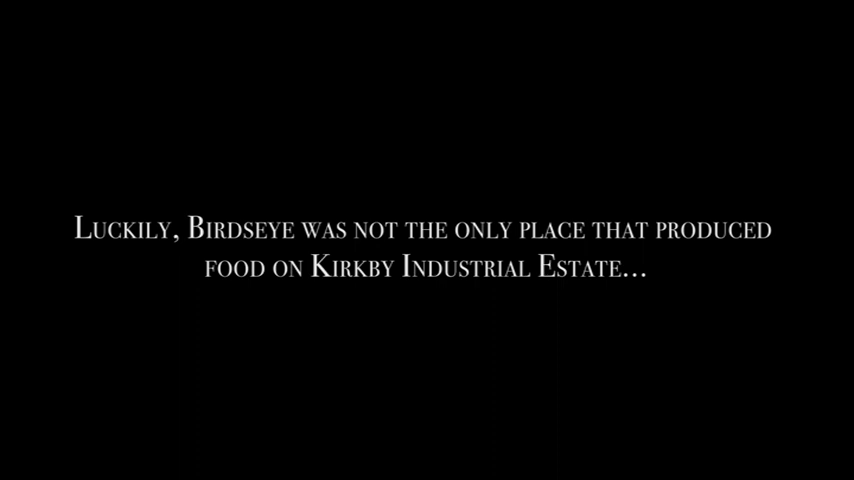 Luckily, Birdseye was not the only place that produced
food on Kirkby Industrial Estate...